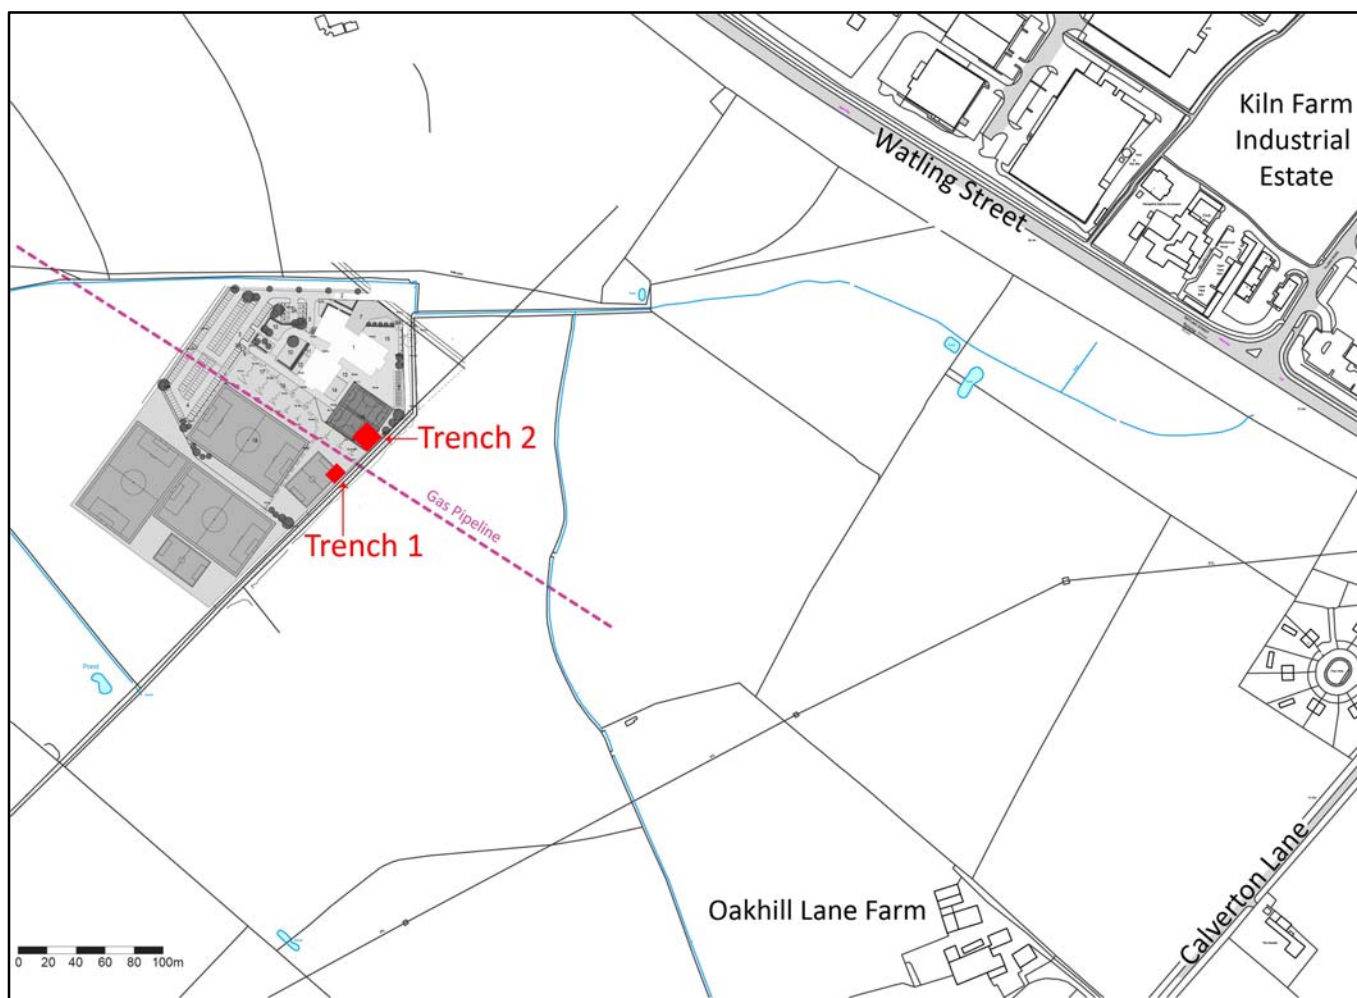 Kiln Farm
Industrial
Estate
Watling Street
Trench 2
Gas Pipeline
Trench 1
Pond
Oakhill Lane Farm
Calverton Lane
0 20 40 60 80 100m